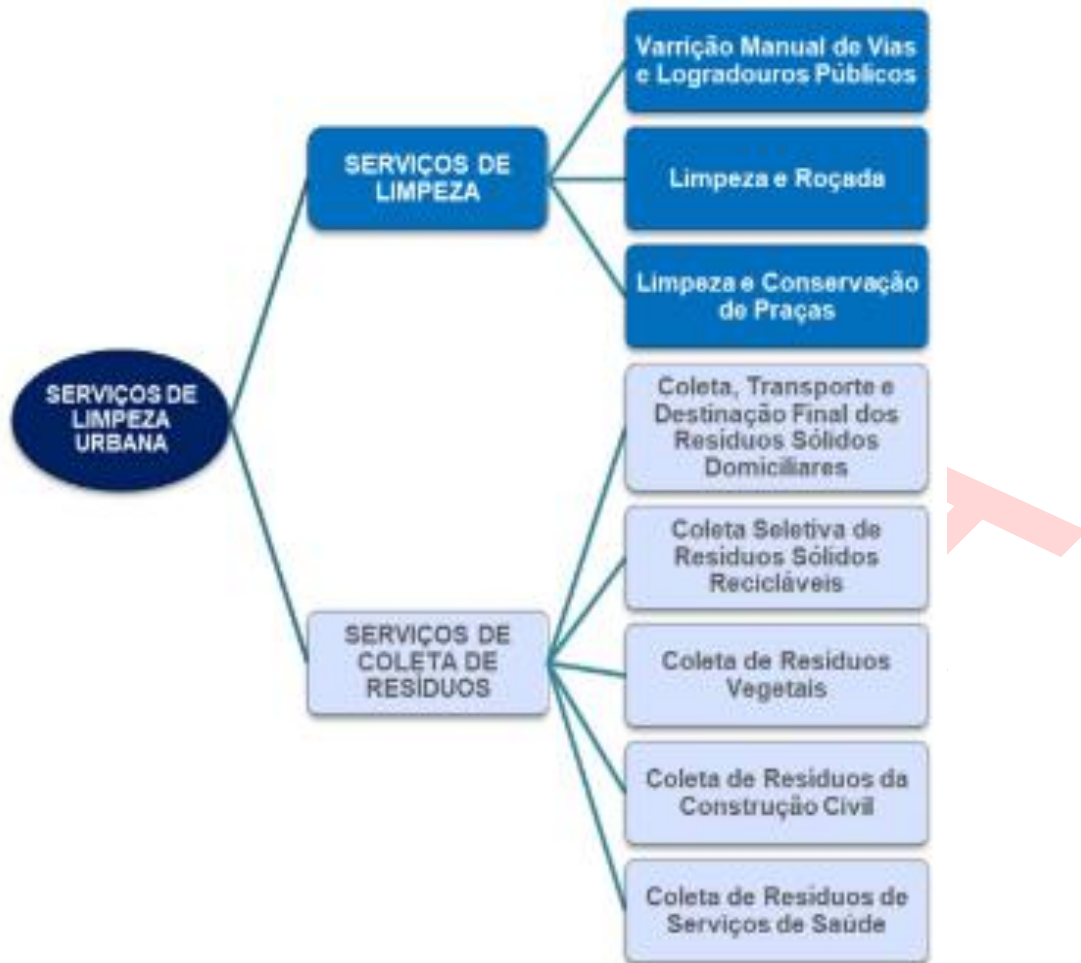 Varrição Manual de Vias
e Logradouros Públicos
SERVIÇOS DE
LIMPEZA
Limpeza e Roçada
Limpeza e Conservação
de Praças
SERVIÇOS DE
LIMPEZA
URBANA
Coleta, Transporte e
Destinação Final dos
Resíduos Sólidos
Domiciliares
Coleta Seletiva de
Resíduos Sólidos
Recicláveis
SERVIÇOS DE
COLETA DE
RESÍDUOS
Coleta de Resíduos
Vegetais
Coleta de Resíduos da
Construção Civil
Coleta de Resíduos de
Serviços de Saúde